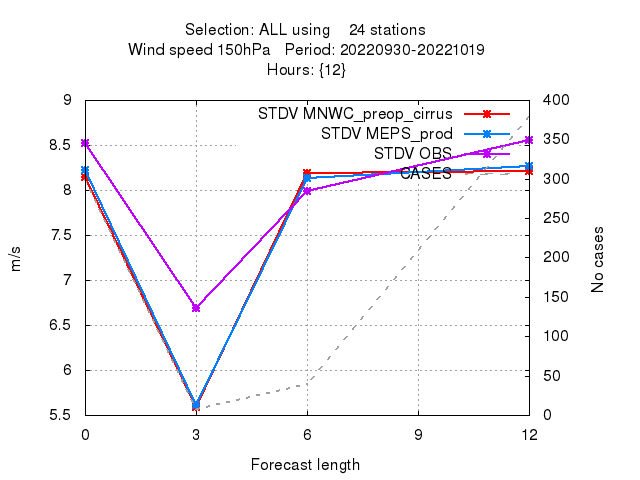 Selection: ALL using    24 stations
Wind speed 150hPa   Period: 20220930-20221019
Hours: {12}
9
8.5
8
7.5
7
6.5
6
5.5
400
350
300
250
200
150
100
50
0
STDV MNWC_preop_cirrus
STDV MEPS_prod
STDV OBS
CASES
m/s
No cases
0
3
6
9
12
Forecast length